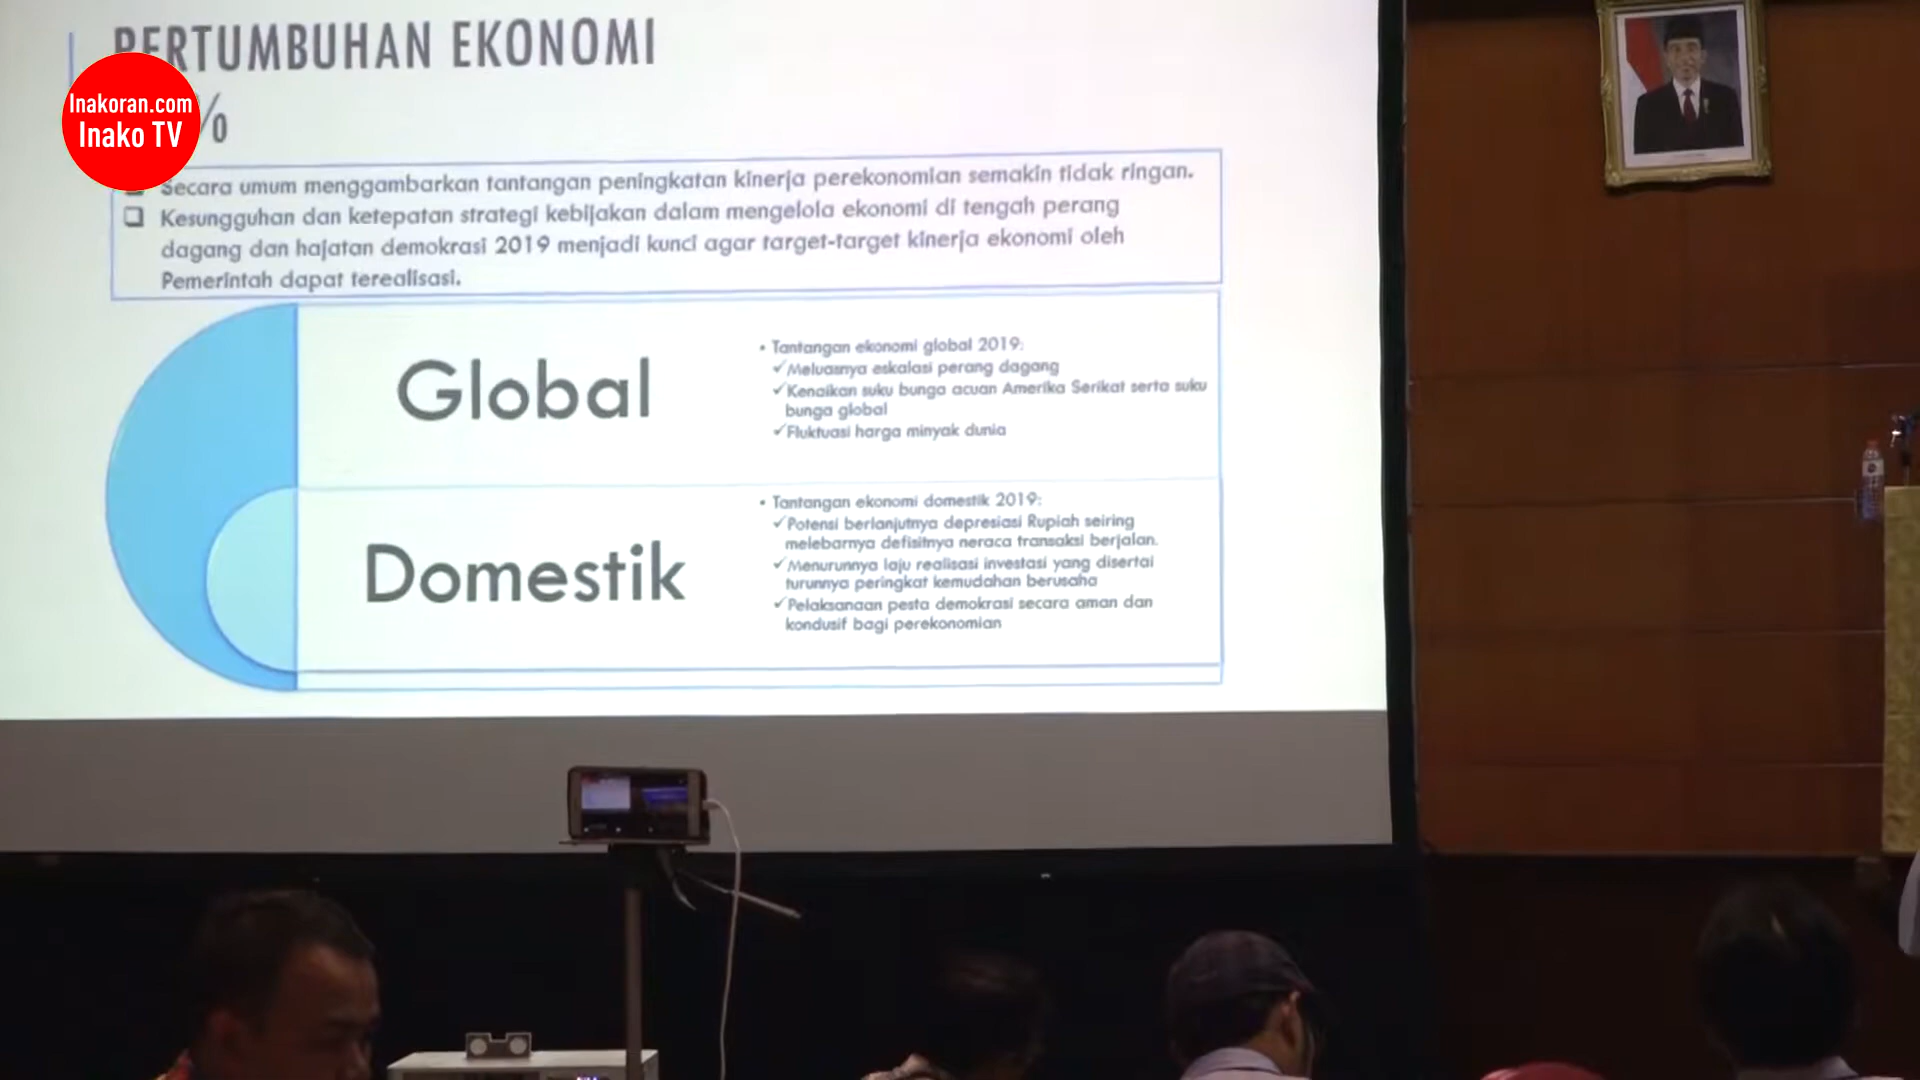 PERTUMBUHAN EKONOMI
%
Inakoran.com
Inako TV
Secara umum menggambarkan tantangan peningkatan kinerja perekonomian semakin tidak ringan.
Kesungguhan dan ketepatan strategi kebijakan dalam mengelola ekonomi di tengah perang
dagang dan hajatan demokrasi 2019 menjadi kunci agar target-target kinerja ekonomi oleh
Pemerintah dapat terealisasi.
Global
• Tantangan ekonomi global 2019:
✓Meluasnya eskalasi perang dagang
✓Kenaikan suku bunga acuan Amerika Serikat serta suku
bunga global
✓Fluktuasi harga minyak dunia
Domestik
• Tantangan ekonomi domestik 2019:
✓Potensi berlanjutnya depresiasi Rupiah seiring
melebarnya defisitnya neraca transaksi berjalan.
✓Menurunnya laju realisasi investasi yang disertai
turunnya peringkat kemudahan berusaha
✓Pelaksanaan pesta demokrasi secara aman dan
kondusif bagi perekonomian